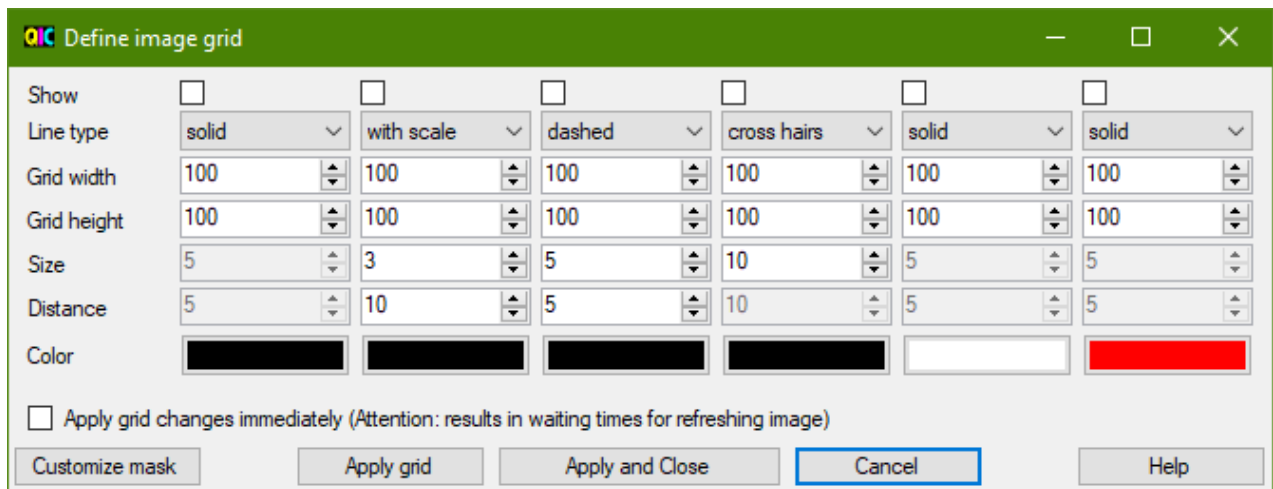 QIC Define image grid
Show
Line type solid with scale dashed cross hairs solid solid
Grid width 100 100 100 100 100 100
Grid height 100 100 100 100 100 100
Size 5 3 5 10 5 5
Distance 5 10 5 10 5 5
Color
Apply grid changes immediately (Attention: results in waiting times for refreshing image)
Customize mask Apply grid Apply and Close Cancel Help